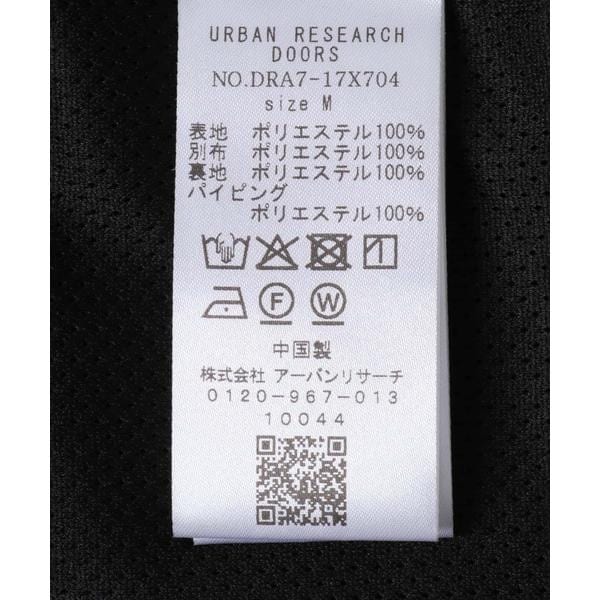 URBAN RESEARCH
DOORS
NO.DRA7-17X704
size M
表地 ポリエステル100%
別布 ポリエステル100%
裏地 ポリエステル100%
パイピング
ポリエステル100%
F W
中国製
株式会社 アーバンリサーチ
0120-967-013
10044